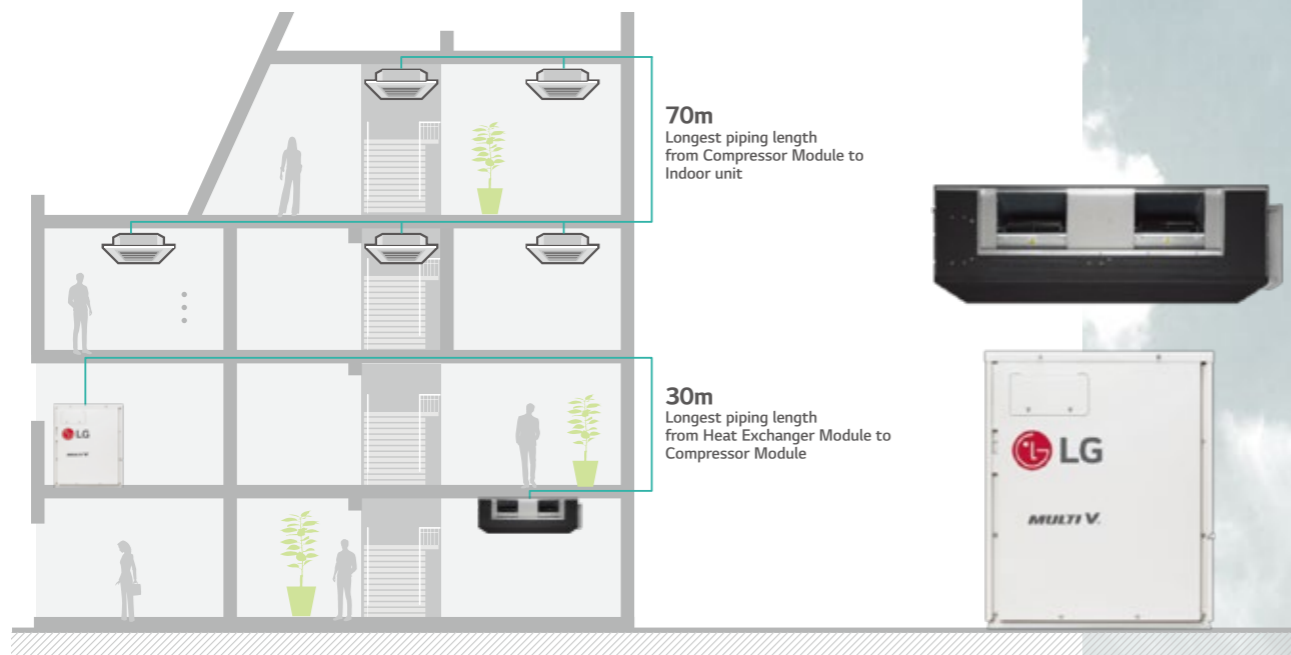 70m
Longest piping length
from Compressor Module to
Indoor unit
30m
Longest piping length
from Heat Exchanger Module to
Compressor Module
LG
MULTI V.
LG
MULTI V.